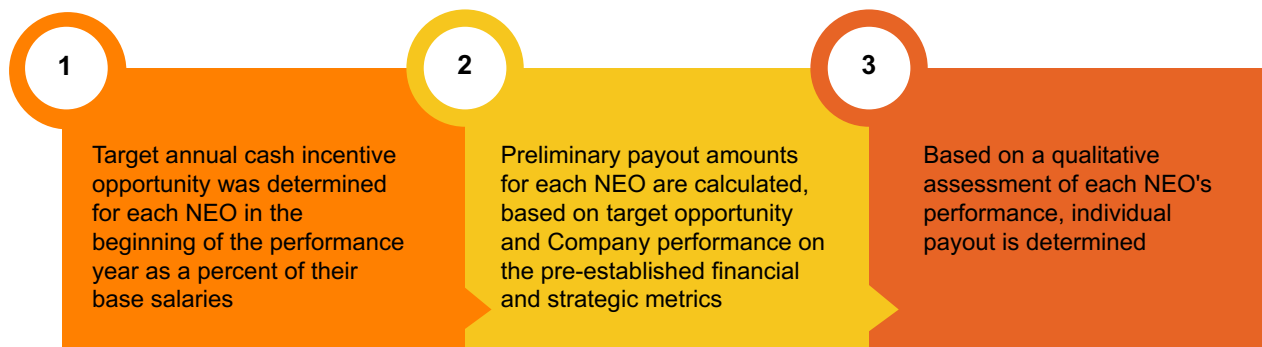 1
Target annual cash incentive
opportunity was determined
for each NEO in the
beginning of the performance
year as a percent of their
base salaries
2
Preliminary payout amounts
for each NEO are calculated,
based on target opportunity
and Company performance on
the pre-established financial
and strategic metrics
3
Based on a qualitative
assessment of each NEO's
performance, individual
payout is determined